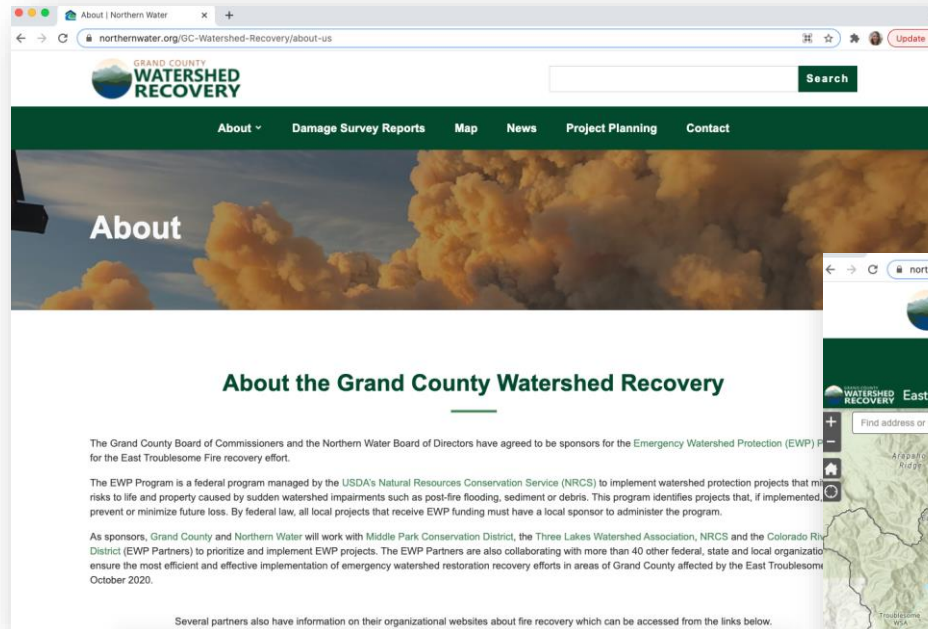 About | Northern Water
northernwater.org/GC-Watershed-Recovery/about-us
Update
GRAND COUNTY
WATERSHED
RECOVERY
Search
About
Damage Survey Reports
Map
News
Project Planning
Contact
About
About the Grand County Watershed Recovery
The Grand County Board of Commissioners and the Northern Water Board of Directors have agreed to be sponsors for the Emergency Watershed Protection (EWP) P
for the East Troublesome Fire recovery effort.
The EWP Program is a federal program managed by the USDA's Natural Resources Conservation Service (NRCS) to implement watershed protection projects that mi
risks to life and property caused by sudden watershed impairments such as post-fire flooding, sediment or debris. This program identifies projects that, if implemented,
prevent or minimize future loss. By federal law, all local projects that receive EWP funding must have a local sponsor to administer the program.
As sponsors, Grand County and Northern Water will work with Middle Park Conservation District, the Three Lakes Watershed Association, NRCS and the Colorado Riv
District (EWP Partners) to prioritize and implement EWP projects. The EWP Partners are also collaborating with more than 40 other federal, state and local organizatio
ensure the most efficient and effective implementation of emergency watershed restoration recovery efforts in areas of Grand County affected by the East Troublesome
October 2020.
Several partners also have information on their organizational websites about fire recovery which can be accessed from the links below.
nort
GRAND COUNTY
WATERSHED
RECOVERY
East
Find address or
Arapaho
Ridge
Troublesome
WSA